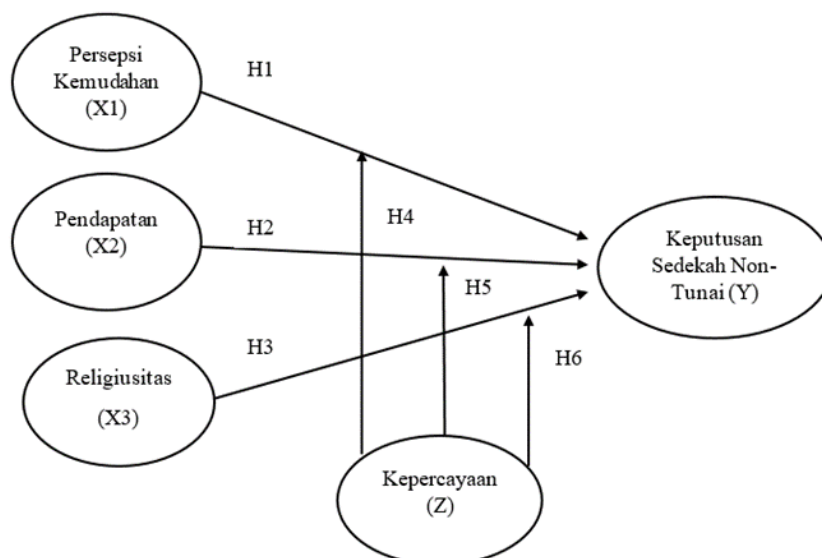 Persepsi
Kemudahan
(X1)
H1
Pendapatan
(X2)
H2
H4
Keputusan
Sedekah Non-
Tunai (Y)
H5
Religiusitas
(X3)
H3
H6
Kepercayaan
(Z)